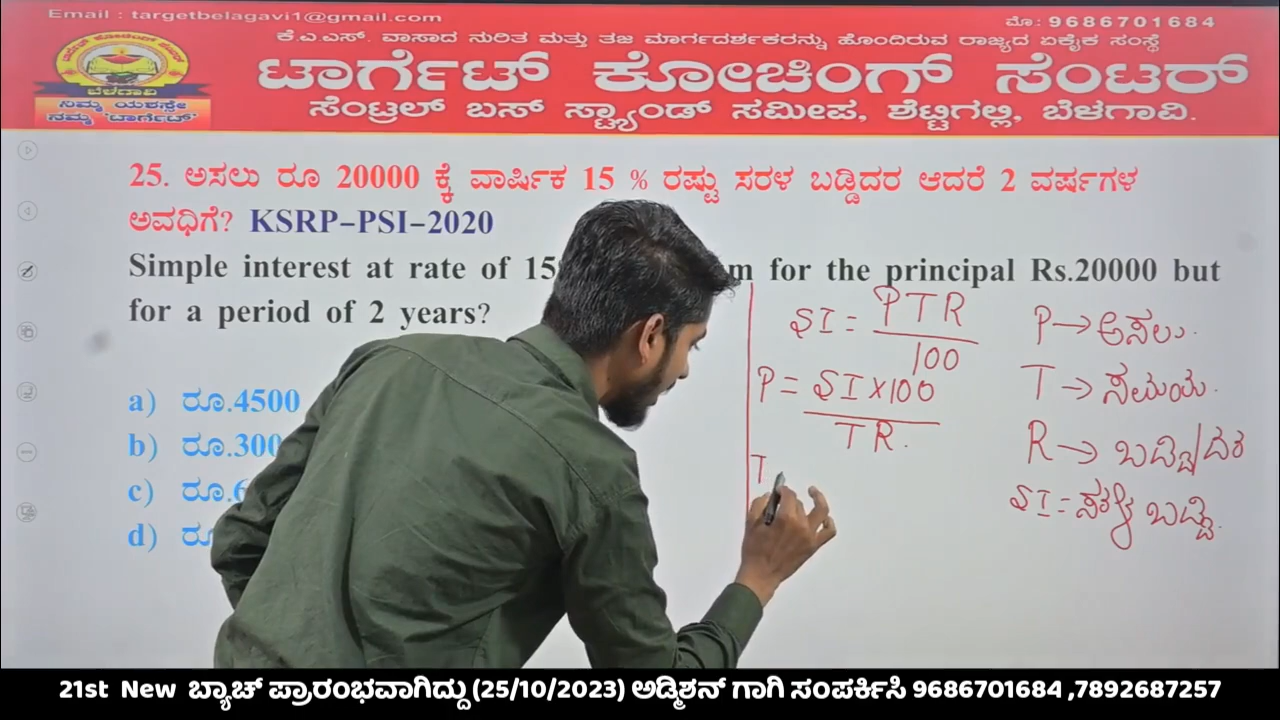 Email : targetbelagavi1@gmail.com
ಮೊ: 9686701684
ಕೆ.ಎ.ಎಸ್. ವಾಸಾದ ನುರಿತ ಮತ್ತು ತಜ್ಞ ಮಾರ್ಗದರ್ಶಕರನ್ನು ಹೊಂದಿರುವ ರಾಜ್ಯದ ಏಕೈಕ ಸಂಸ್ಥೆ
ಟಾರ್ಗೆಟ್ ಕೋಚಿಂಗ್ ಸೆಂಟರ್
ಸೆಂಟ್ರಲ್ ಬಸ್ ಸ್ಟ್ಯಾಂಡ್ ಸಮೀಪ, ಶೆಟ್ಟಿಗಲ್ಲಿ, ಬೆಳಗಾವಿ.
ಟಾರ್ಗೆಟ್ ಕೋಚಿಂಗ್ ಸೆಂಟರ್
ಬೆಳಗಾವಿ
ನಿಮ್ಮ ಯಶಸ್ಸೇ
ನಮ್ಮ 'ಟಾರ್ಗೆಟ್'
25. ಅಸಲು ರೂ 20000 ಕ್ಕೆ ವಾರ್ಷಿಕ 15 % ರಷ್ಟು ಸರಳ ಬಡ್ಡಿದರ ಆದರೆ 2 ವರ್ಷಗಳ
ಅವಧಿಗೆ? KSRP-PSI-2020
Simple interest at rate of 15 m for the principal Rs.20000 but
for a period of 2 years?
a) ರೂ.4500
b) ರೂ.300
c) ರೂ.6
d) ರೂ
SI = PTR
100
P = SI×100
TR.
T
P → ಅಸಲು.
T → ಸಮಯ.
R → ಬಡ್ಡಿ/ದರ
SI = ಸರಳ ಬಡ್ಡಿ.
21st New ಬ್ಯಾಚ್ ಪ್ರಾರಂಭವಾಗಿದ್ದು (25/10/2023) ಅಡ್ಮಿಶನ್ ಗಾಗಿ ಸಂಪರ್ಕಿಸಿ 9686701684 ,7892687257